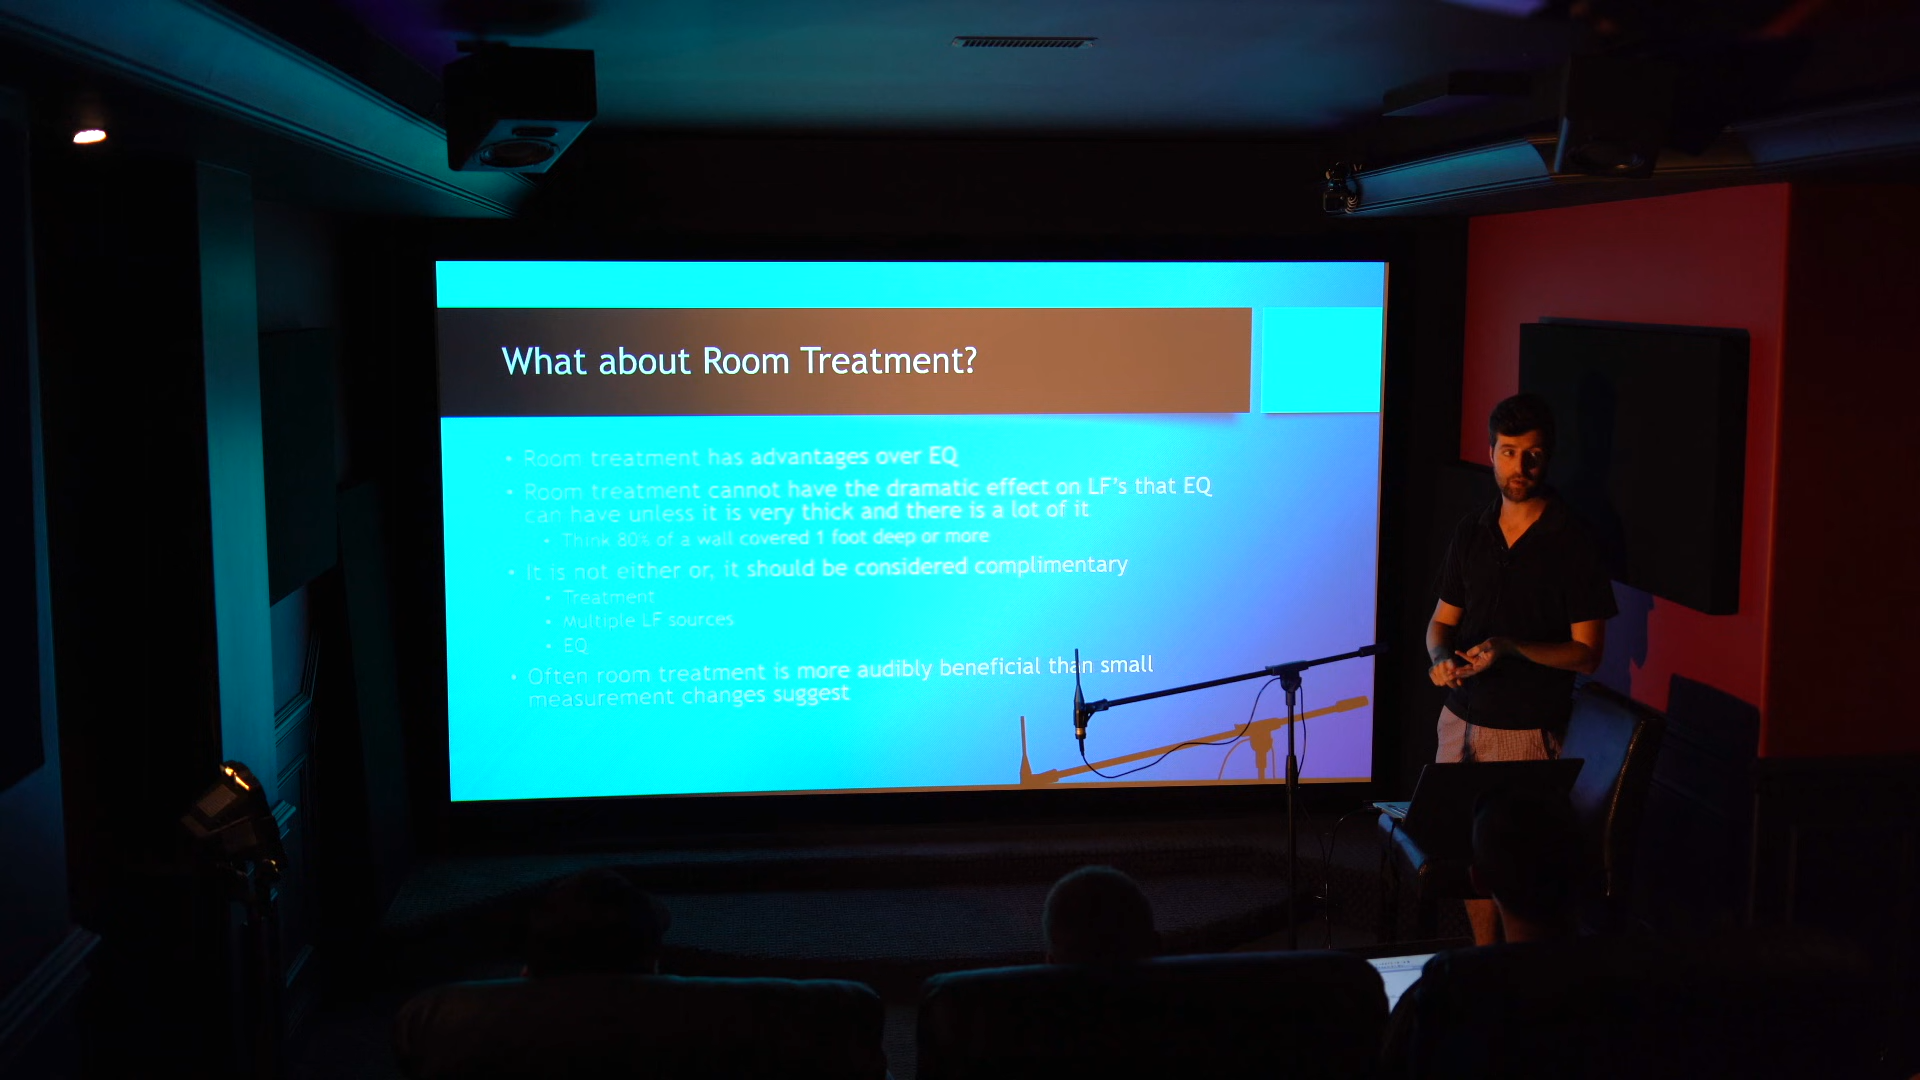 What about Room Treatment?
• Room treatment has advantages over EQ
• Room treatment cannot have the dramatic effect on LF's that EQ
can have unless it is very thick and there is a lot of it
• Think 80% of a wall covered 1 foot deep or more
• It is not either or, it should be considered complimentary
• Treatment
• Multiple LF sources
• EQ
• Often room treatment is more audibly beneficial than small
measurement changes suggest